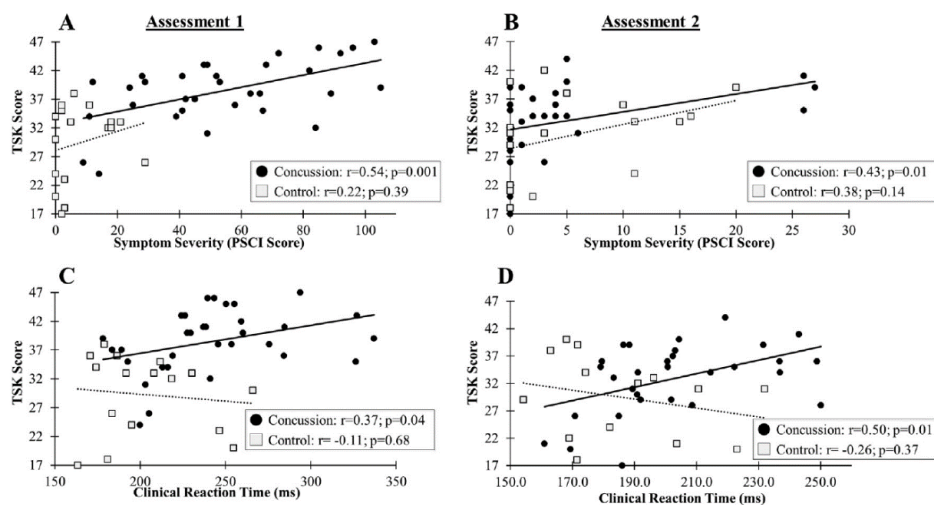 A
Assessment 1
TSK Score
47
42
37
32
27
22
17
Concussion: r=0.54; p=0.001
Control: r=0.22; p=0.39
0
20
40
60
80
100
Symptom Severity (PSCI Score)
B
Assessment 2
TSK Score
47
42
37
32
27
22
17
Concussion: r=0.43; p=0.01
Control: r=0.38; p=0.14
0
5
10
15
20
25
30
Symptom Severity (PSCI Score)
C
TSK Score
47
42
37
32
27
22
17
Concussion: r=0.37; p=0.04
Control: r= -0.11; p=0.68
150
200
250
300
350
Clinical Reaction Time (ms)
D
TSK Score
47
42
37
32
27
22
17
Concussion: r=0.50; p=0.01
Control: r= -0.26; p=0.37
150.0
170.0
190.0
210.0
230.0
250.0
Clinical Reaction Time (ms)